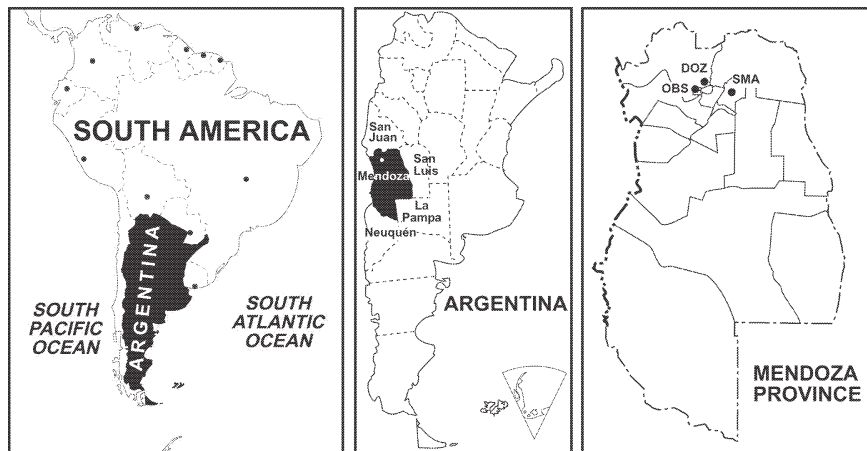 SOUTH AMERICA
ARGENTINA
SOUTH
PACIFIC
OCEAN
SOUTH
ATLANTIC
OCEAN
San
Juan
Mendoza
San
Luis
La
Pampa
Neuquén
ARGENTINA
DOZ
OBS
SMA
MENDOZA
PROVINCE